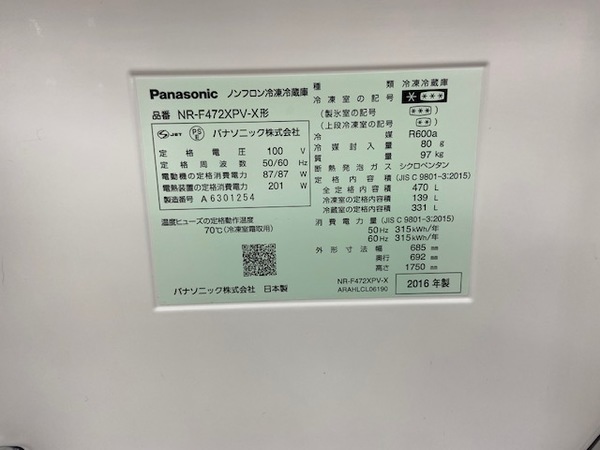 Panasonic ノンフロン冷凍冷蔵庫
品番 NR-F472XPV-X形
S JET PS E パナソニック株式会社
定格電圧 100 V
定格周波数 50/60 Hz
電動機の定格消費電力 87/87 W
電熱装置の定格消費電力 201 W
製造番号 A 6301254
温度ヒューズの定格動作温度
70℃(冷凍室霜取用)
パナソニック株式会社 日本製
種類 冷凍冷蔵庫
冷凍室の記号 * ***
(製氷室の記号) (***)
(上段冷凍室の記号) (**)
冷媒 R600a
冷媒封入量 80 g
質量 97 kg
断熱発泡ガス シクロペンタン
定格内容積 (JIS C 9801-3:2015)
全定格内容積 470 L
冷凍室の定格内容積 139 L
冷蔵室の定格内容積 331 L
消費電力量 (JIS C 9801-3:2015)
50 Hz 315 kWh/年
60 Hz 315 kWh/年
外形寸法 幅 685 mm
奥行 692 mm
高さ 1750 mm
NR-F472XPV-X
ARAHLCL06190
2016 年製